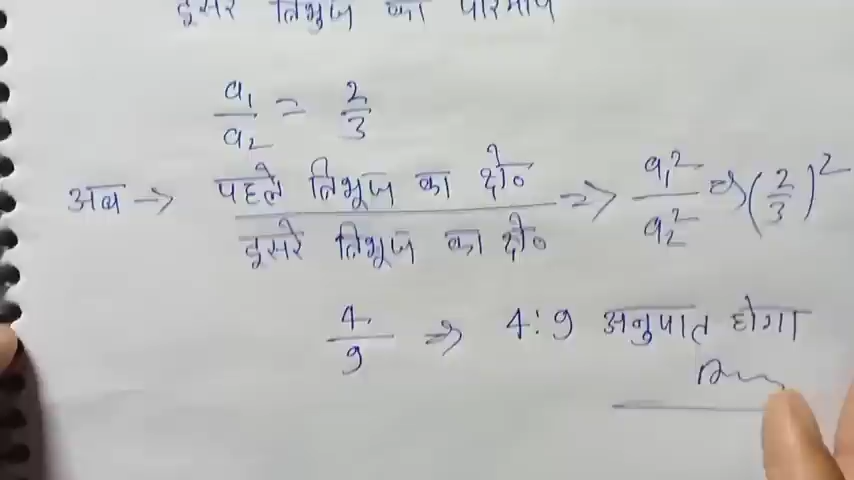 दूसरे त्रिभुज का परिमाप
a₁/a₂ = 2/3
अब → पहले त्रिभुज का क्षे०/दूसरे त्रिभुज का क्षे० => a₁²/a₂² => (2/3)²
4/9 => 4:9 अनुपात होगा
Ans